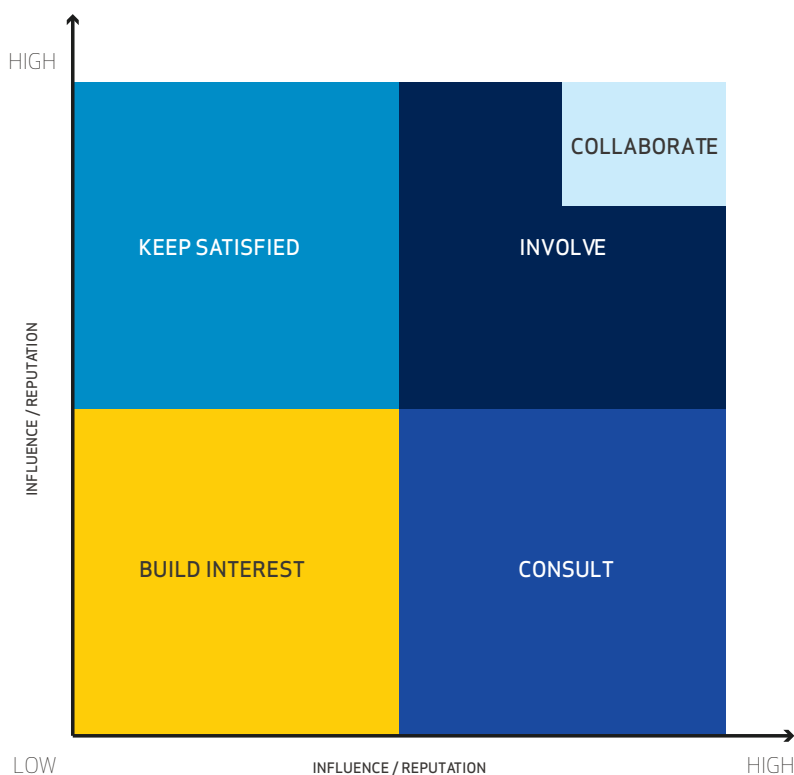 HIGH
COLLABORATE
KEEP SATISFIED
INVOLVE
INFLUENCE / REPUTATION
BUILD INTEREST
CONSULT
LOW
INFLUENCE / REPUTATION
HIGH